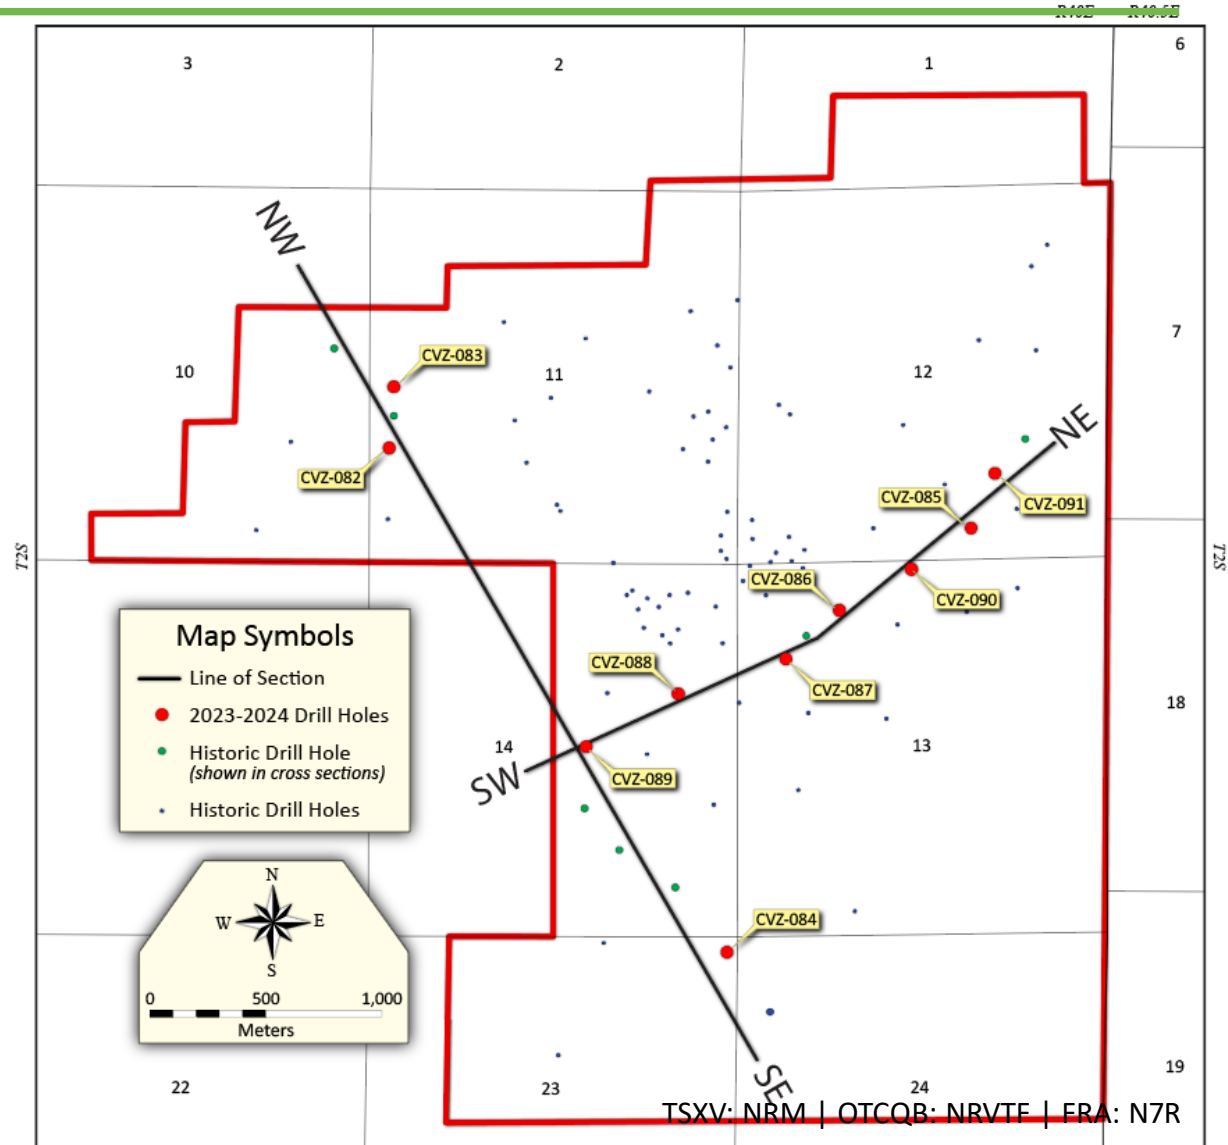 R40E R40.5E
3
2
1
6
NW
7
CVZ-083
10
11
12
NE
CVZ-082
CVZ-085
CVZ-091
T2S
T2S
CVZ-086
CVZ-090
CVZ-088
CVZ-087
18
14
13
SW
CVZ-089
Map Symbols
Line of Section
2023-2024 Drill Holes
Historic Drill Hole
(shown in cross sections)
Historic Drill Holes
N
W E
S
0 500 1,000
Meters
CVZ-084
SE
22
23
24
19
TSXV: NRM | OTCQB: NRVTF | FRA: N7R